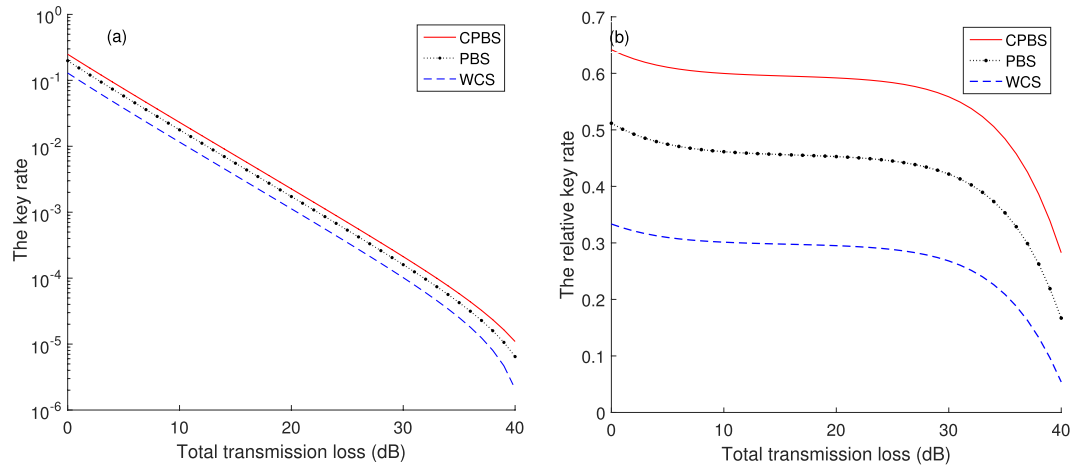 (a)
CPBS
PBS
WCS
10^0
10^-1
10^-2
10^-3
10^-4
10^-5
10^-6
The key rate
0 10 20 30 40
Total transmission loss (dB)
(b)
CPBS
PBS
WCS
0.7
0.6
0.5
0.4
0.3
0.2
0.1
0
The relative key rate
0 10 20 30 40
Total transmission loss (dB)